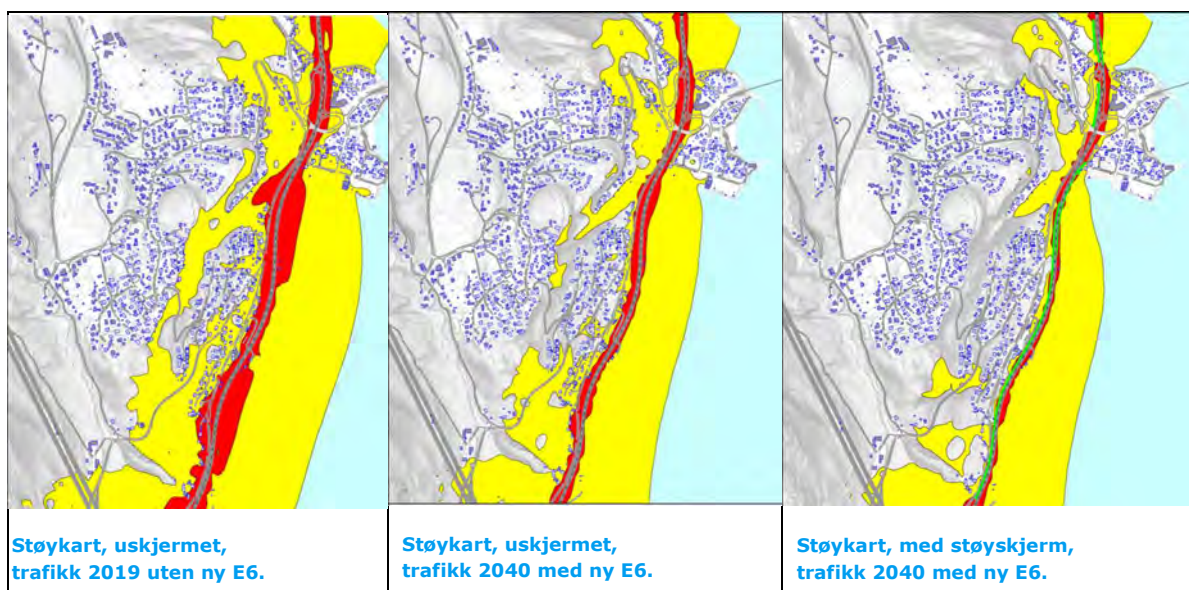 Støykart, uskjermet,
trafikk 2019 uten ny E6.
Støykart, uskjermet,
trafikk 2040 med ny E6.
Støykart, med støyskjerm,
trafikk 2040 med ny E6.